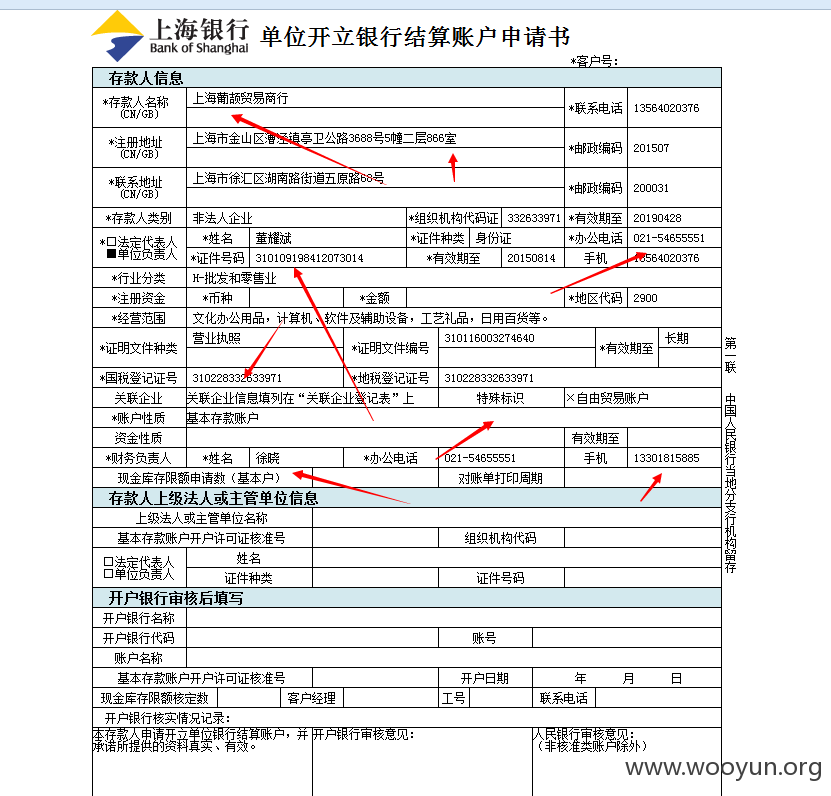 上海银行
Bank of Shanghai
单位开立银行结算账户申请书
*客户号:
存款人信息
*存款人名称
(CN/GB)
上海葡颉贸易商行
*联系电话
13564020376
*注册地址
(CN/GB)
上海市金山区漕泾镇亭卫公路3688号5幢二层866室
*邮政编码
201507
*联系地址
(CN/GB)
上海市徐汇区湖南路街道五原路68号
*邮政编码
200031
*存款人类别
非法人企业
*组织机构代码证
332633971
*有效期至
20190428
*□法定代表人
■单位负责人
*姓名
董耀斌
*证件种类
身份证
*办公电话
021-54655551
*证件号码
310109198412073014
*有效期至
20150814
手机
13564020376
*行业分类
H-批发和零售业
*注册资金
*币种
*金额
*地区代码
2900
*经营范围
文化办公用品，计算机、软件及辅助设备，工艺礼品，日用百货等。
*证明文件种类
营业执照
*证明文件编号
310116003274640
*有效期至
长期
*国税登记证号
310228332633971
*地税登记证号
310228332633971
关联企业
关联企业信息填列在“关联企业登记表”上
特殊标识
×自由贸易账户
*账户性质
基本存款账户
资金性质
有效期至
*财务负责人
*姓名
徐晓
*办公电话
021-54655551
手机
13301815885
现金库存限额申请数（基本户）
对账单打印周期
存款人上级法人或主管单位信息
上级法人或主管单位名称
基本存款账户开户许可证核准号
组织机构代码
□法定代表人
□单位负责人
姓名
证件种类
证件号码
开户银行审核后填写
开户银行名称
开户银行代码
账号
账户名称
基本存款账户开户许可证核准号
开户日期
年 月 日
现金库存限额核定数
客户经理
工号
联系电话
开户银行核实情况记录:
本存款人申请开立单位银行结算账户，并
承诺所提供的资料真实、有效。
开户银行审核意见:
人民银行审核意见:
（非核准类账户除外）
第一联 中国人民银行当地分支行机构留存
www.wooyun.org